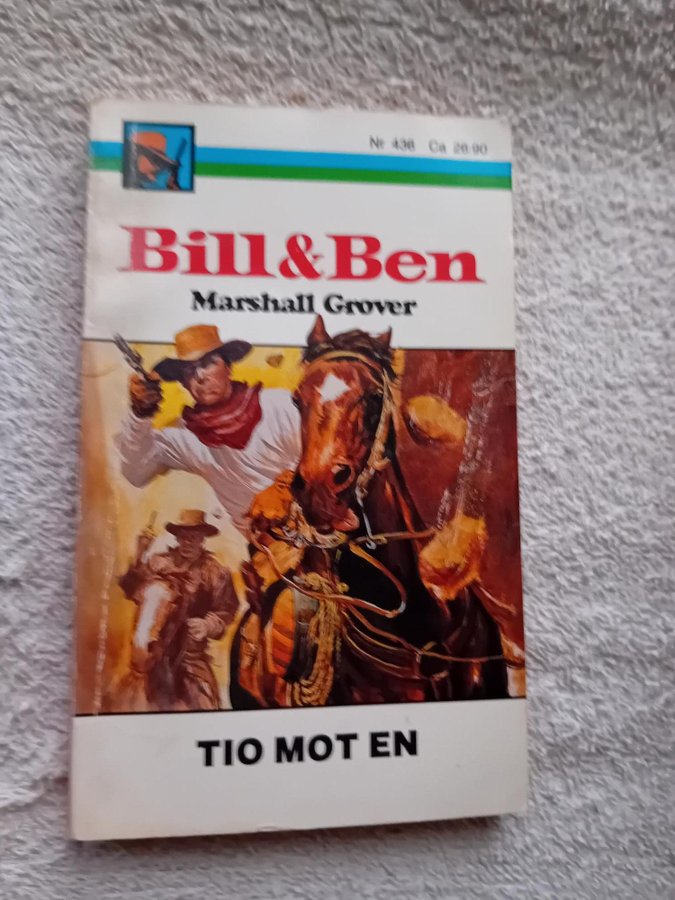 Nr 436 Ca 26:90
Bill & Ben
Marshall Grover
TIO MOT EN